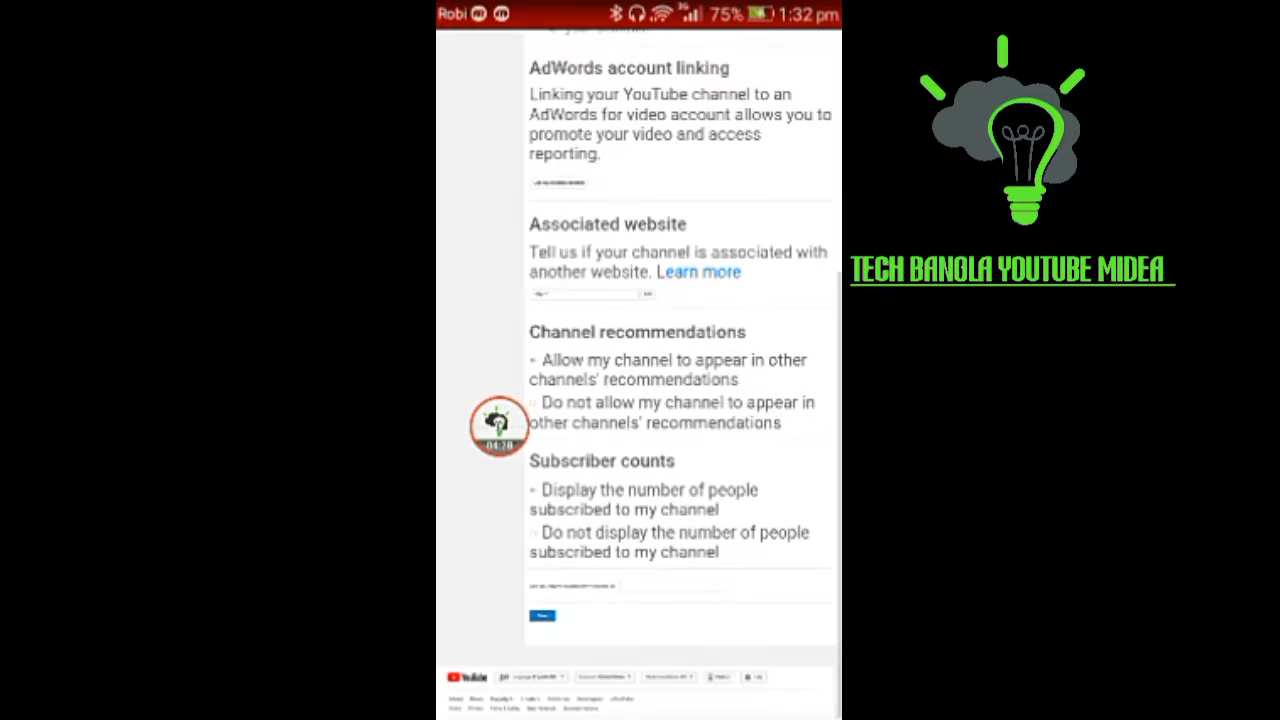 Robi 75% 1:32 pm
AdWords account linking
Linking your YouTube channel to an
AdWords for video account allows you to
promote your video and access
reporting.
Associated website
Tell us if your channel is associated with
another website. Learn more
Channel recommendations
Allow my channel to appear in other
channels' recommendations
Do not allow my channel to appear in
other channels' recommendations
04:20
Subscriber counts
Display the number of people
subscribed to my channel
Do not display the number of people
subscribed to my channel
YouTube
TECH BANGLA YOUTUBE MIDEA